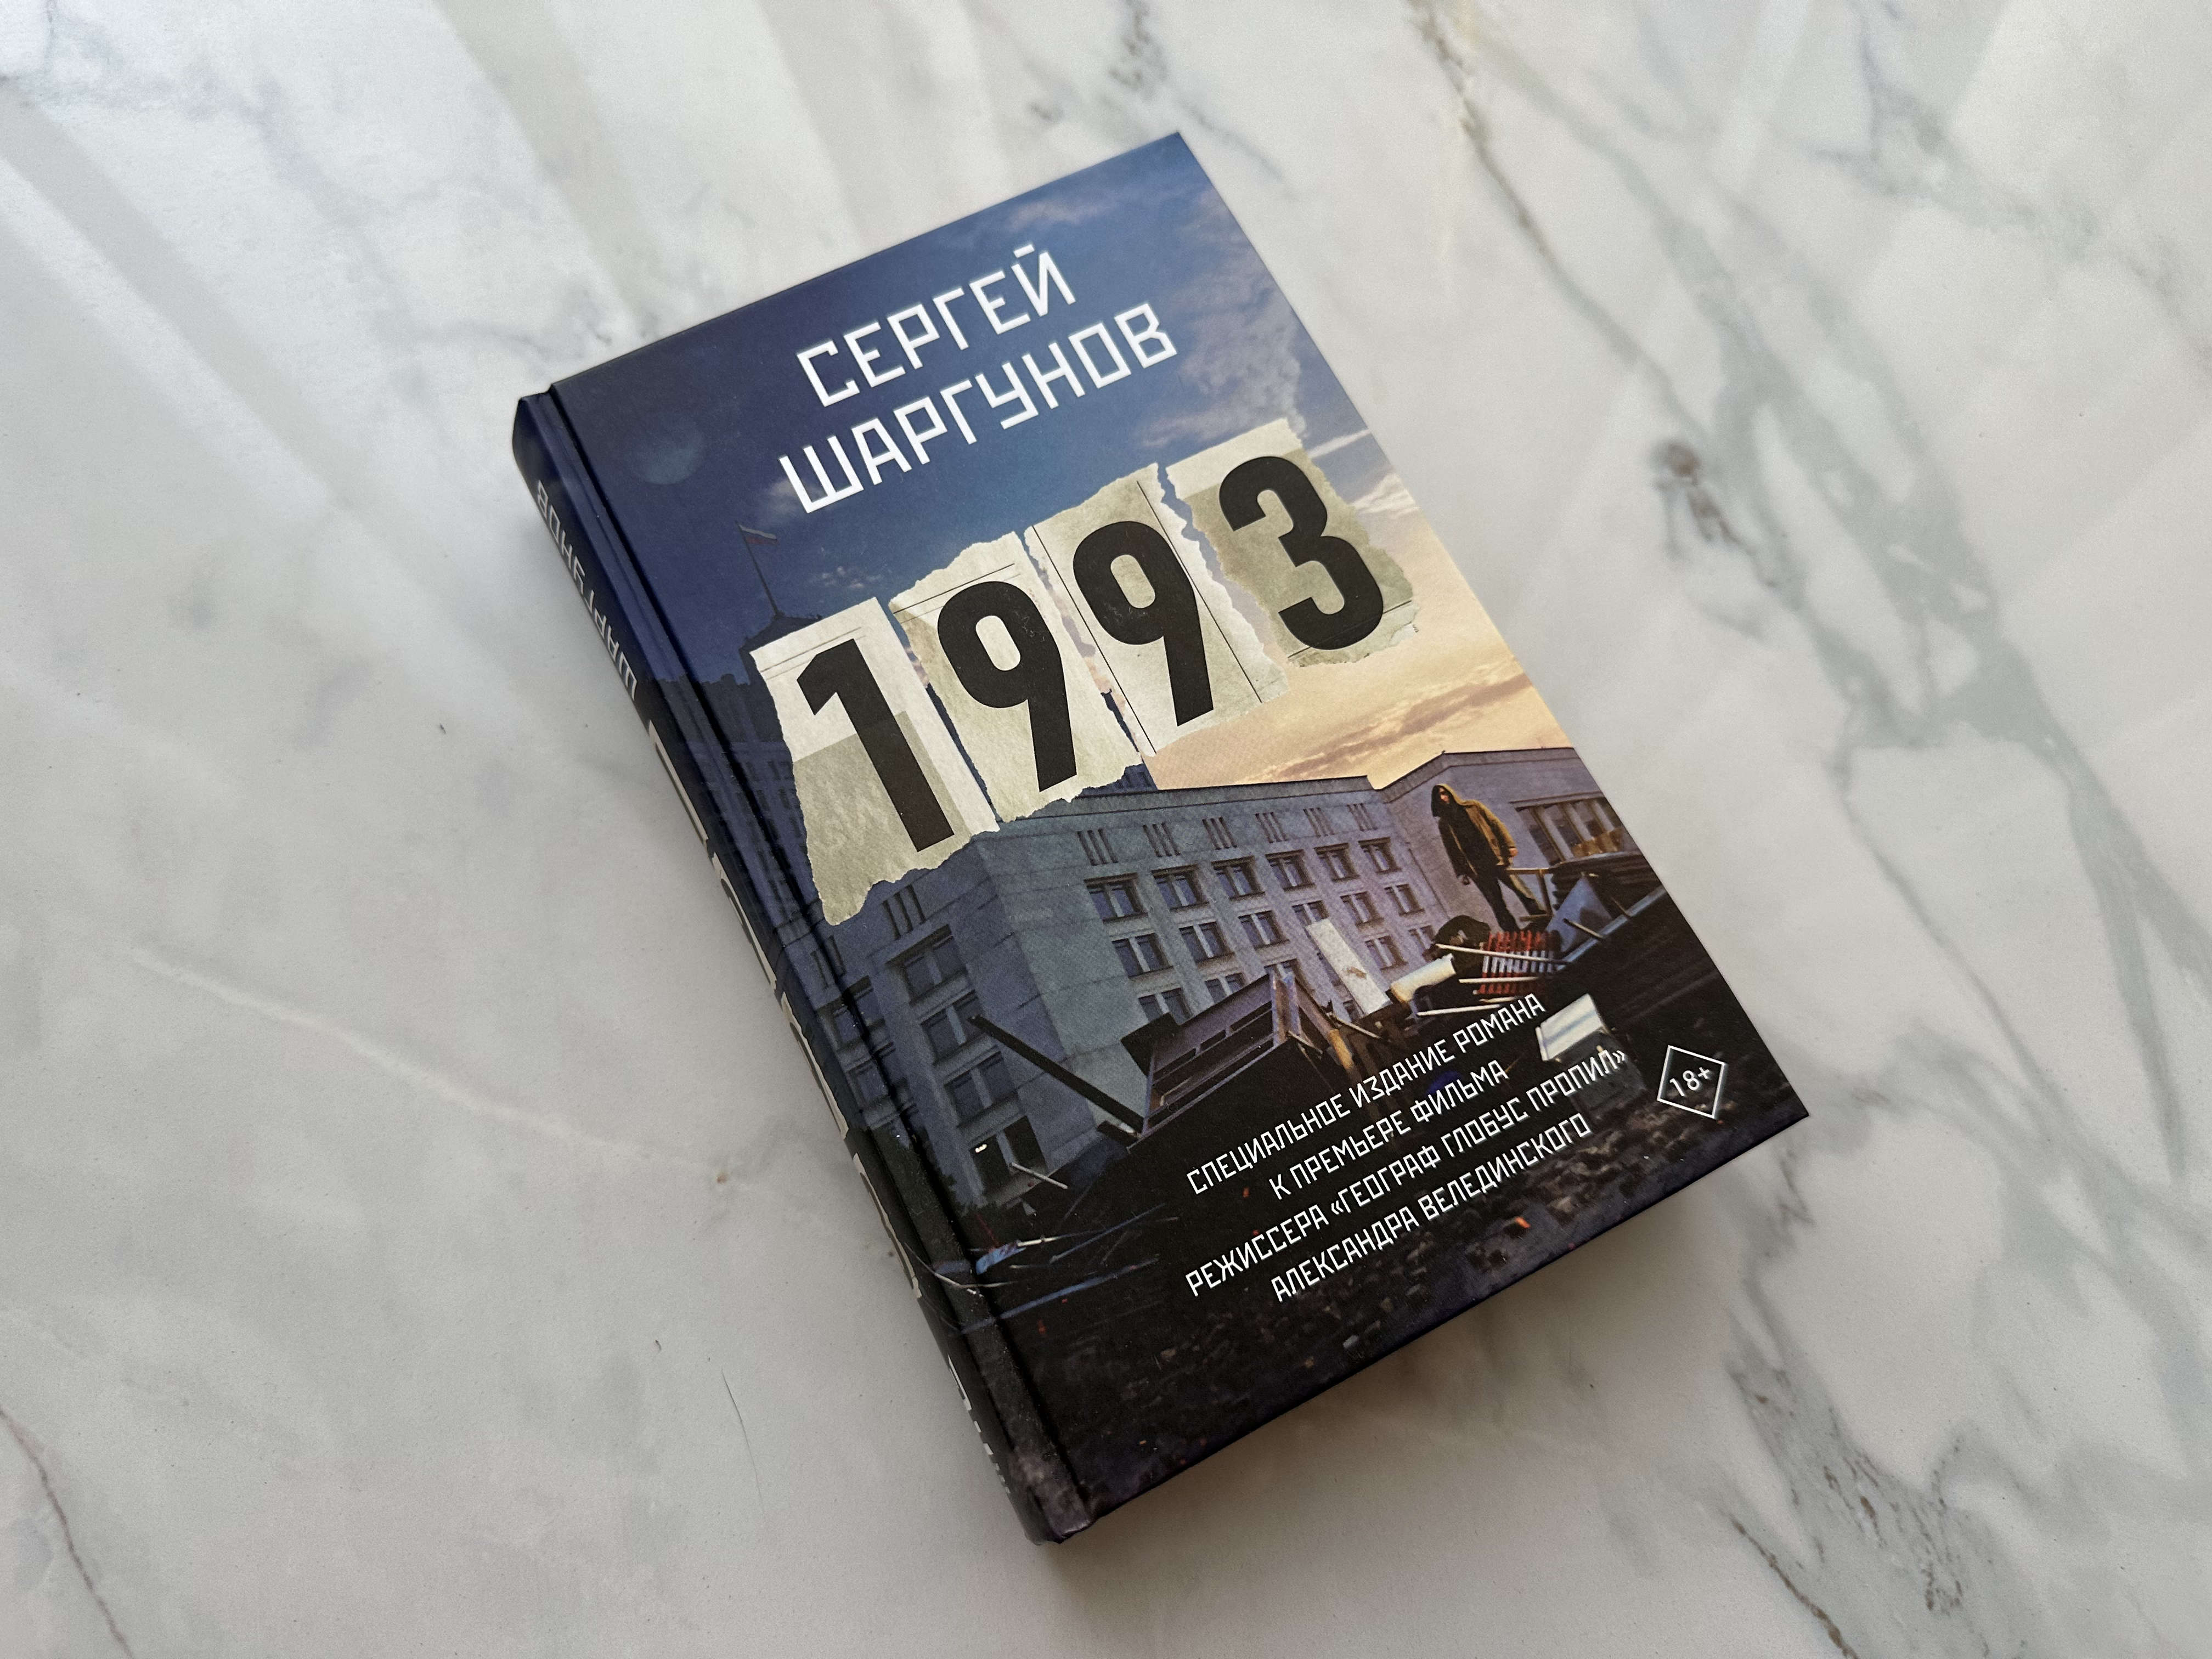 СЕРГЕЙ
ШАРГУНОВ
1993
СПЕЦИАЛЬНОЕ ИЗДАНИЕ РОМАНА
К ПРЕМЬЕРЕ ФИЛЬМА
РЕЖИССЕРА «ГЕОГРАФ ГЛОБУС ПРОПИЛ»
АЛЕКСАНДРА ВЕЛЕДИНСКОГО
18+
ШАРГУНОВ